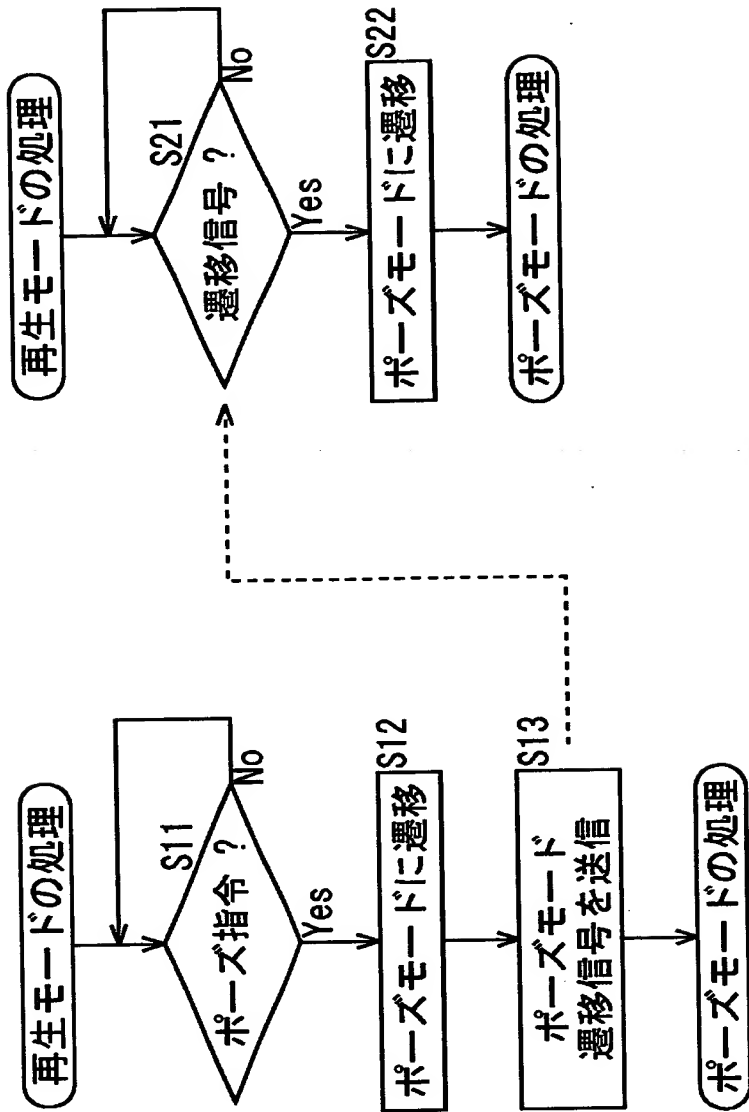 再生モードの処理
S11
ポーズ指令 ?
No
Yes
S12
ポーズモードに遷移
S13
ポーズモード
遷移信号を送信
ポーズモードの処理
再生モードの処理
S21
遷移信号 ?
No
Yes
S22
ポーズモードに遷移
ポーズモードの処理